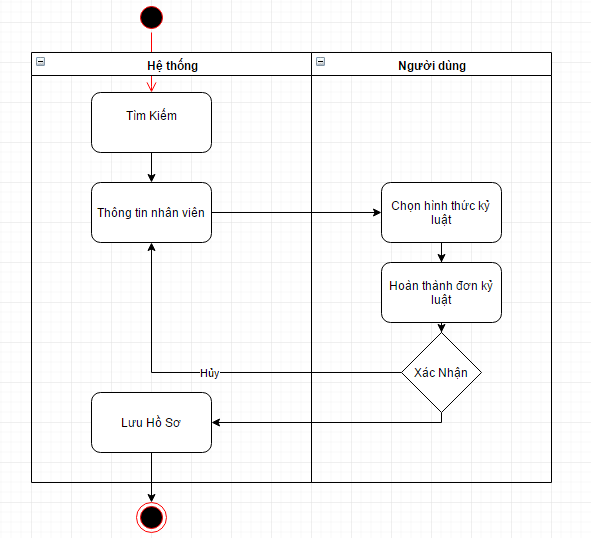 Hệ thống
Người dùng
Tìm Kiếm
Thông tin nhân viên
Chọn hình thức kỷ
luật
Hoàn thành đơn kỷ
luật
Xác Nhận
Hủy
Lưu Hồ Sơ